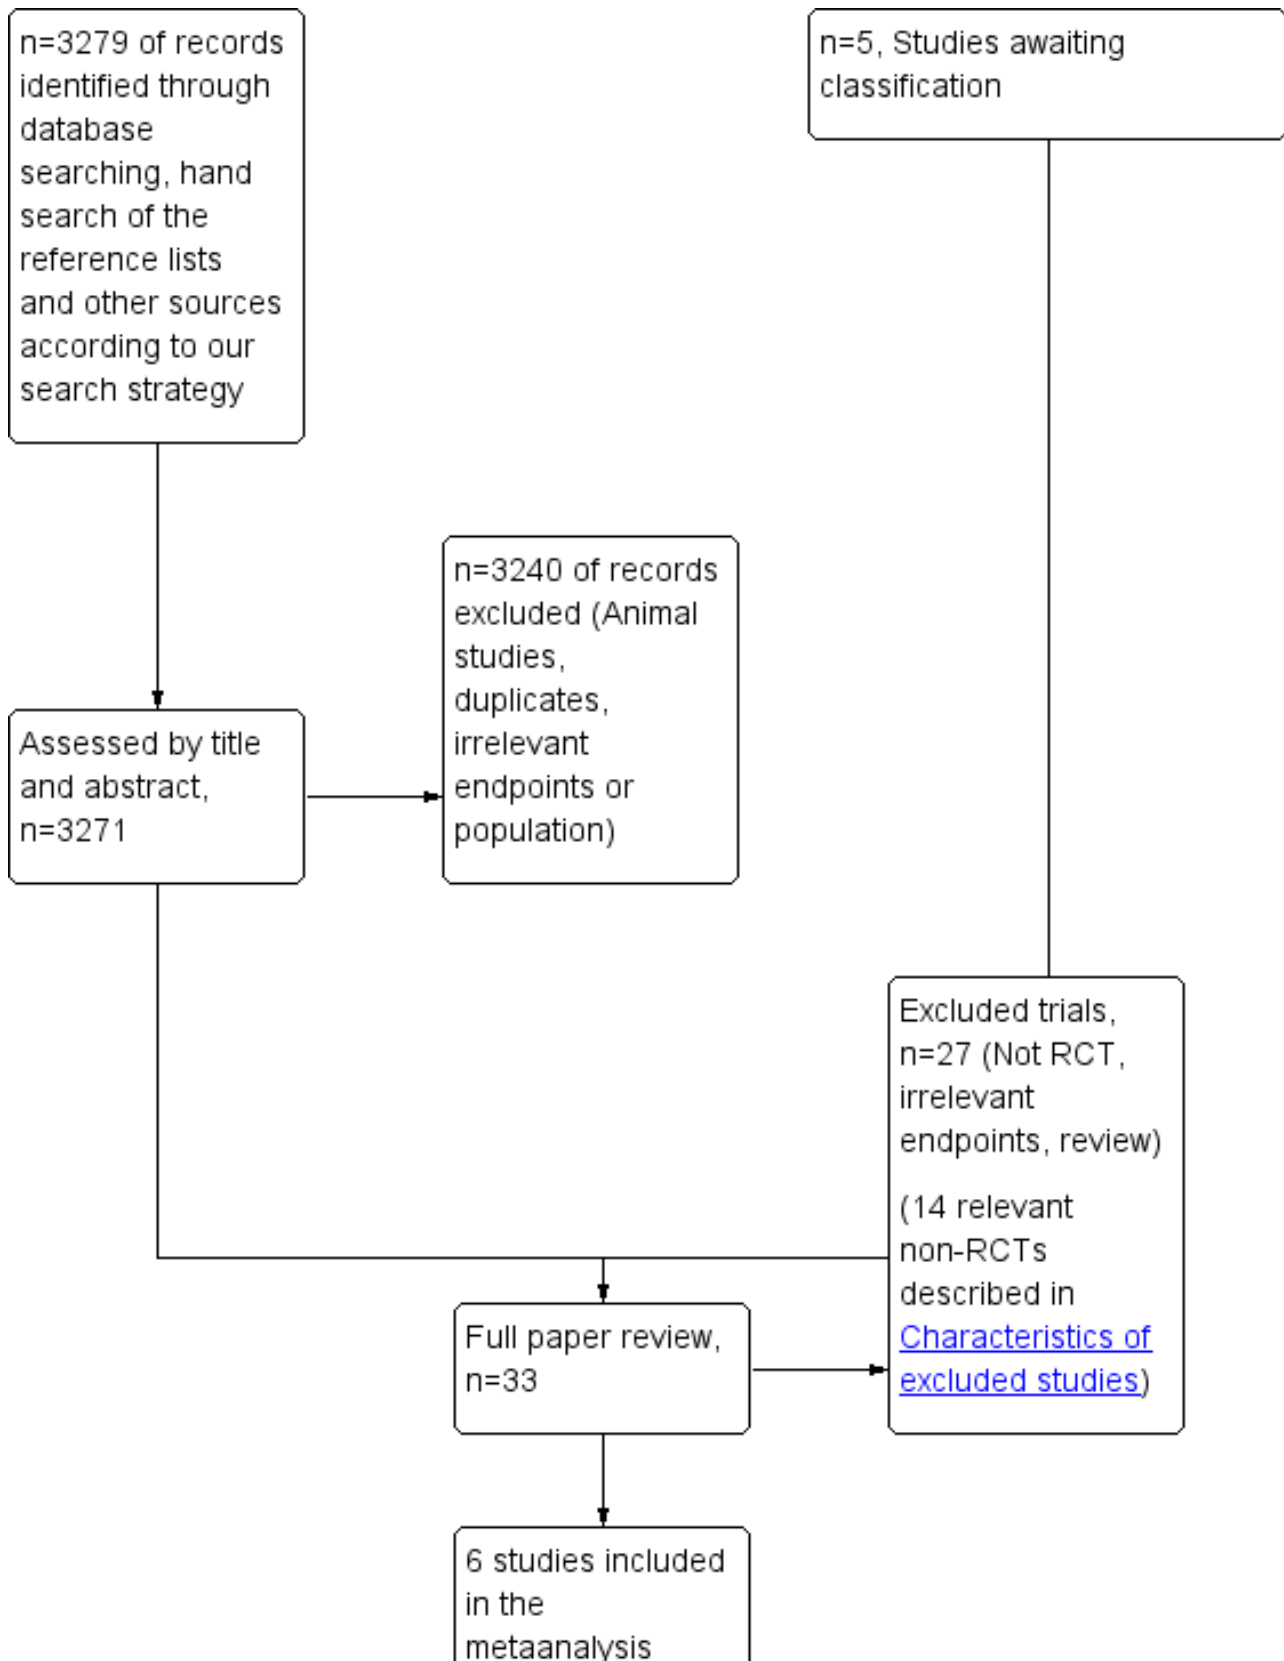 n=3279 of records
identified through
database
searching, hand
search of the
reference lists
and other sources
according to our
search strategy
n=5, Studies awaiting
classification
n=3240 of records
excluded (Animal
studies,
duplicates,
irrelevant
endpoints or
population)
Assessed by title
and abstract,
n=3271
Excluded trials,
n=27 (Not RCT,
irrelevant
endpoints, review)
(14 relevant
non-RCTs
described in
Characteristics of
excluded studies)
Full paper review,
n=33
6 studies included
in the
metaanalysis